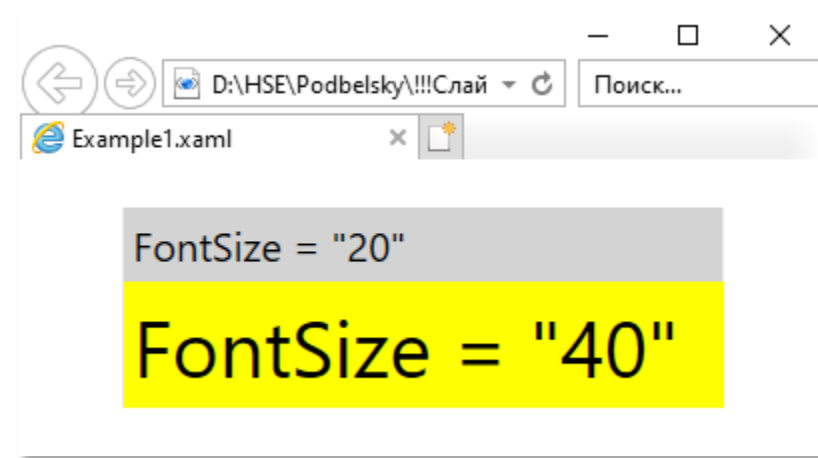 D:\HSE\Podbelsky\!!!Слай
Поиск...
Example1.xaml
FontSize = "20"
FontSize = "40"